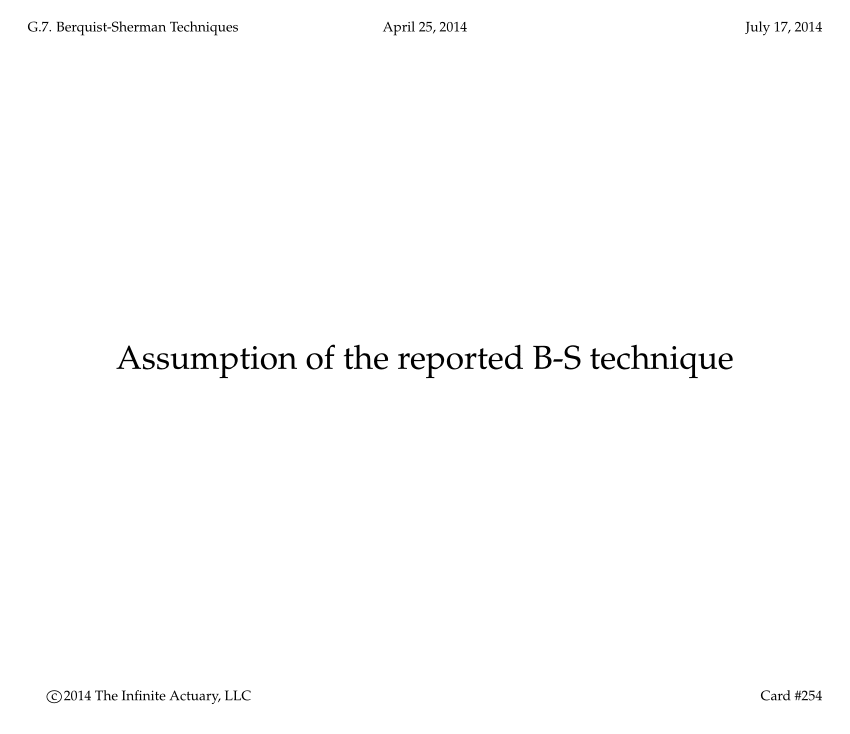 G.7. Berquist-Sherman Techniques April 25, 2014 July 17, 2014
Assumption of the reported B-S technique
©2014 The Infinite Actuary, LLC Card #254